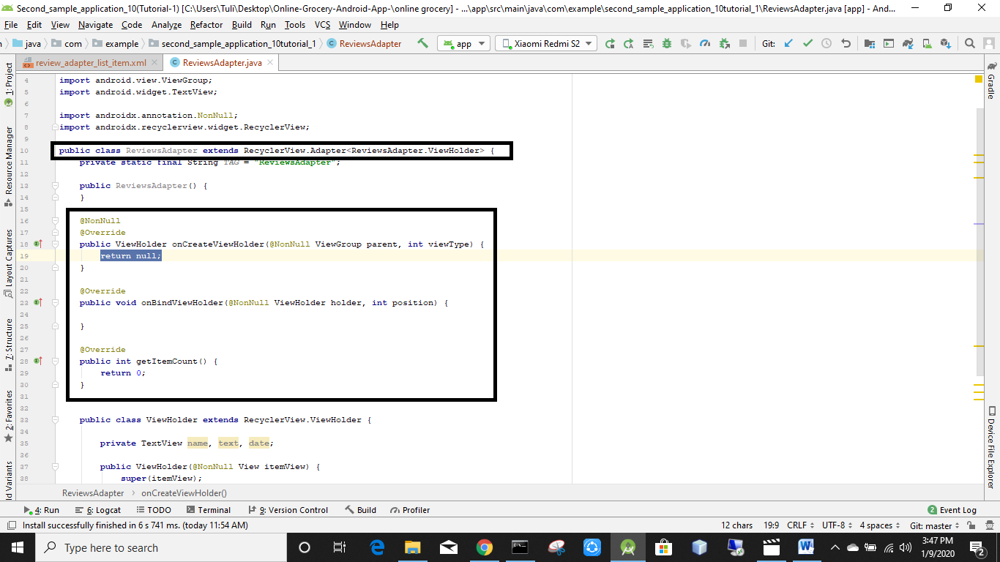 Second_sample_application_10(Tutorial-1) [C:\Users\Tuli\Desktop\Online-Grocery-Android-App-\online grocery] - ...\app\src\main\java\com\example\second_sample_application_10tutorial_1\ReviewsAdapter.java [app] - And...
File Edit View Navigate Code Analyze Refactor Build Run Tools VCS Window Help
java com example second_sample_application_10tutorial_1 ReviewsAdapter app Xiaomi Redmi S2 Git:
review_adapter_list_item.xml ReviewsAdapter.java
1: Project
Resource Manager
Layout Captures
7: Structure
2: Favorites
ld Variants
4 import android.view.ViewGroup;
5 import android.widget.TextView;
6
7 import androidx.annotation.NonNull;
8 import androidx.recyclerview.widget.RecyclerView;
9
10 public class ReviewsAdapter extends RecyclerView.Adapter<ReviewsAdapter.ViewHolder> {
11 private static final String TAG = "ReviewsAdapter";
12
13 public ReviewsAdapter() {
14 }
15
16 @NonNull
17 @Override
18 public ViewHolder onCreateViewHolder(@NonNull ViewGroup parent, int viewType) {
19 return null;
20 }
21
22 @Override
23 public void onBindViewHolder(@NonNull ViewHolder holder, int position) {
24
25 }
26
27 @Override
28 public int getItemCount() {
29 return 0;
30 }
31
32
33 public class ViewHolder extends RecyclerView.ViewHolder {
34
35 private TextView name, text, date;
36
37 public ViewHolder(@NonNull View itemView) {
38 super(itemView);
Gradle
Device File Explorer
ReviewsAdapter onCreateViewHolder()
4: Run 6: Logcat TODO Terminal 9: Version Control Build Profiler 2 Event Log
Install successfully finished in 6 s 741 ms. (today 11:54 AM) 12 chars 19:9 CRLF UTF-8 4 spaces Git: master
Type here to search
3:47 PM
1/9/2020
2